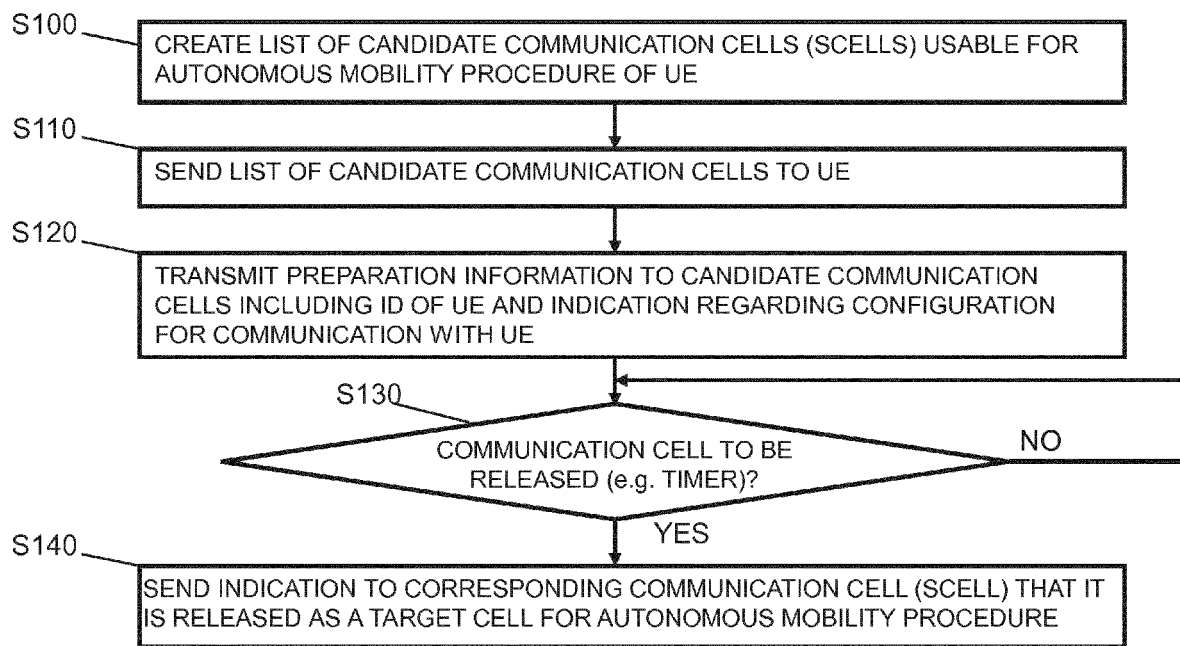 S100
CREATE LIST OF CANDIDATE COMMUNICATION CELLS (SCELLS) USABLE FOR
AUTONOMOUS MOBILITY PROCEDURE OF UE
S110
SEND LIST OF CANDIDATE COMMUNICATION CELLS TO UE
S120
TRANSMIT PREPARATION INFORMATION TO CANDIDATE COMMUNICATION
CELLS INCLUDING ID OF UE AND INDICATION REGARDING CONFIGURATION
FOR COMMUNICATION WITH UE
S130
COMMUNICATION CELL TO BE
RELEASED (e.g. TIMER)?
NO
YES
S140
SEND INDICATION TO CORRESPONDING COMMUNICATION CELL (SCELL) THAT IT
IS RELEASED AS A TARGET CELL FOR AUTONOMOUS MOBILITY PROCEDURE